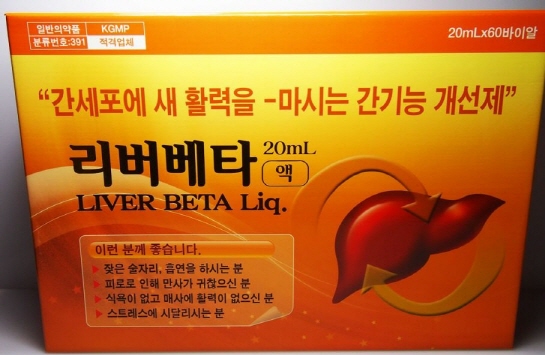 일반의약품 KGMP
분류번호:391 적격업체
20mLx60바이알
“간세포에 새 활력을 -마시는 간기능 개선제”
리버베타 20mL
액
LIVER BETA Liq.
이런 분께 좋습니다.
▶ 잦은 술자리, 흡연을 하시는 분
▶ 피로로 인해 만사가 귀찮으신 분
▶ 식욕이 없고 매사에 활력이 없으신 분
▶ 스트레스에 시달리시는 분